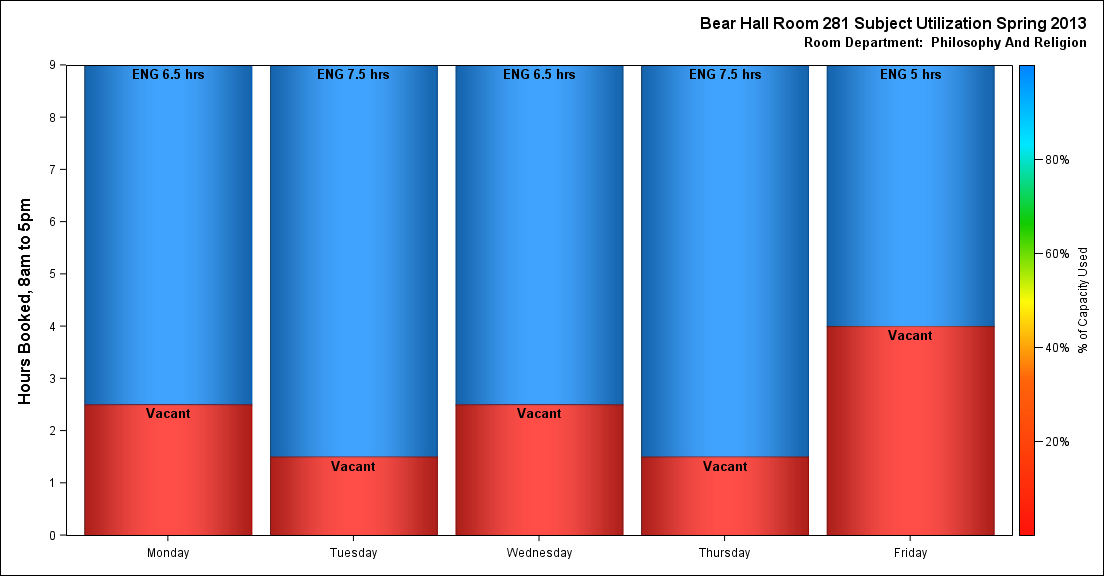 Bear Hall Room 281 Subject Utilization Spring 2013
Room Department:  Philosophy And Religion
Hours Booked, 8am to 5pm
9
8
7
6
5
4
3
2
1
0
ENG 6.5 hrs
ENG 7.5 hrs
ENG 6.5 hrs
ENG 7.5 hrs
ENG 5 hrs
Vacant
Vacant
Vacant
Vacant
Vacant
Monday
Tuesday
Wednesday
Thursday
Friday
80%
60%
40%
20%
% of Capacity Used